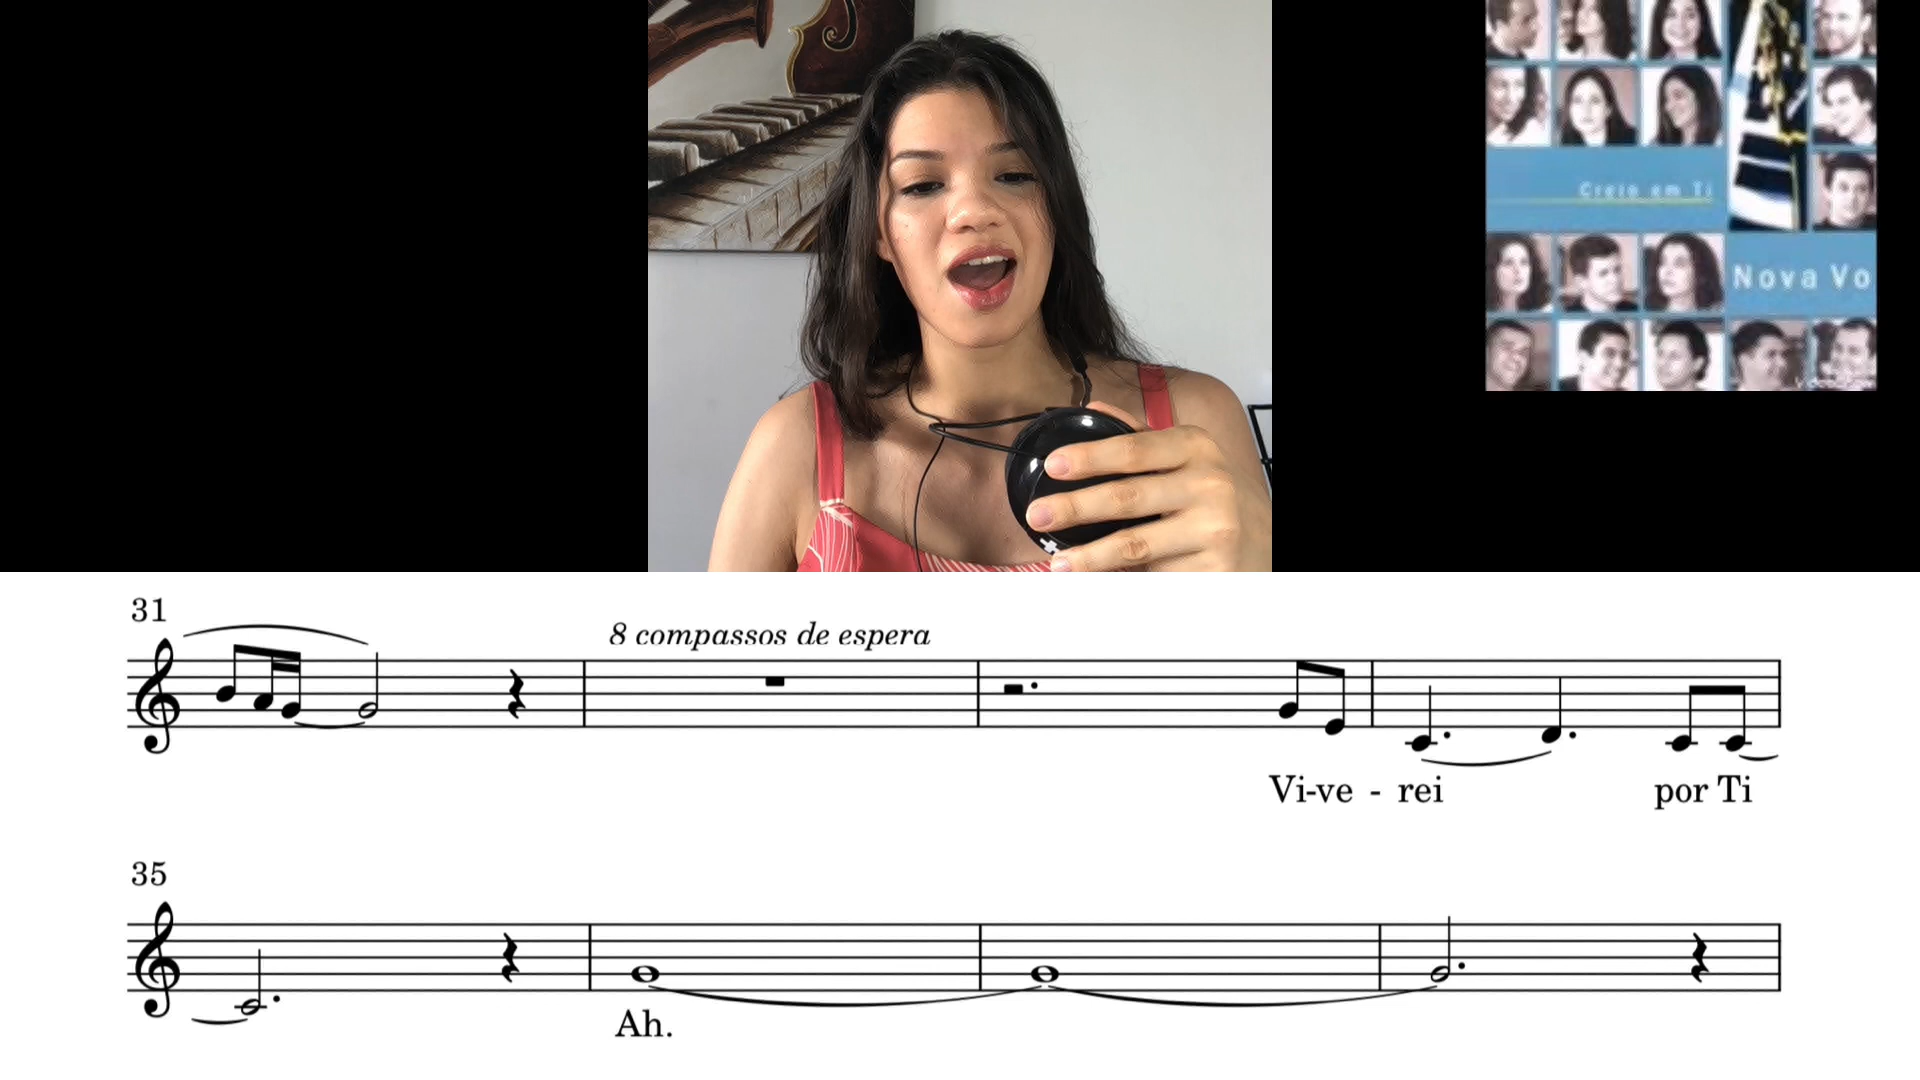 Creio em Ti
Nova Vo
31
8 compassos de espera
Vi-ve - rei por Ti
35
Ah.